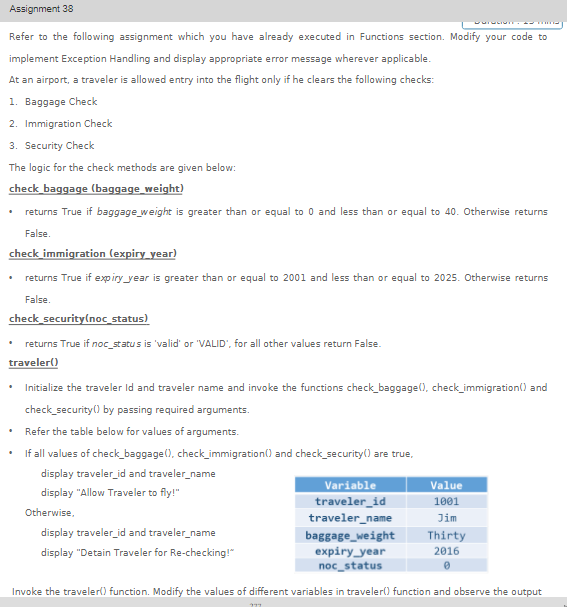 Assignment 38
Refer to the following assignment which you have already executed in Functions section. Modify your code to
implement Exception Handling and display appropriate error message wherever applicable.
At an airport, a traveler is allowed entry into the flight only if he clears the following checks:
1. Baggage Check
2. Immigration Check
3. Security Check
The logic for the check methods are given below:
check_baggage (baggage_weight)
• returns True if baggage_weight is greater than or equal to 0 and less than or equal to 40. Otherwise returns
False.
check_immigration (expiry_year)
• returns True if expiry_year is greater than or equal to 2001 and less than or equal to 2025. Otherwise returns
False.
check_security(noc_status)
• returns True if noc_status is 'valid' or 'VALID', for all other values return False.
traveler()
• Initialize the traveler Id and traveler name and invoke the functions check_baggage(), check_immigration() and
check_security() by passing required arguments.
• Refer the table below for values of arguments.
• If all values of check_baggage(), check_immigration() and check_security() are true,
display traveler_id and traveler_name
display "Allow Traveler to fly!"
Otherwise,
display traveler_id and traveler_name
display "Detain Traveler for Re-checking!"
Variable Value
traveler_id 1001
traveler_name Jim
baggage_weight Thirty
expiry_year 2016
noc_status 0
Invoke the traveler() function. Modify the values of different variables in traveler() function and observe the output